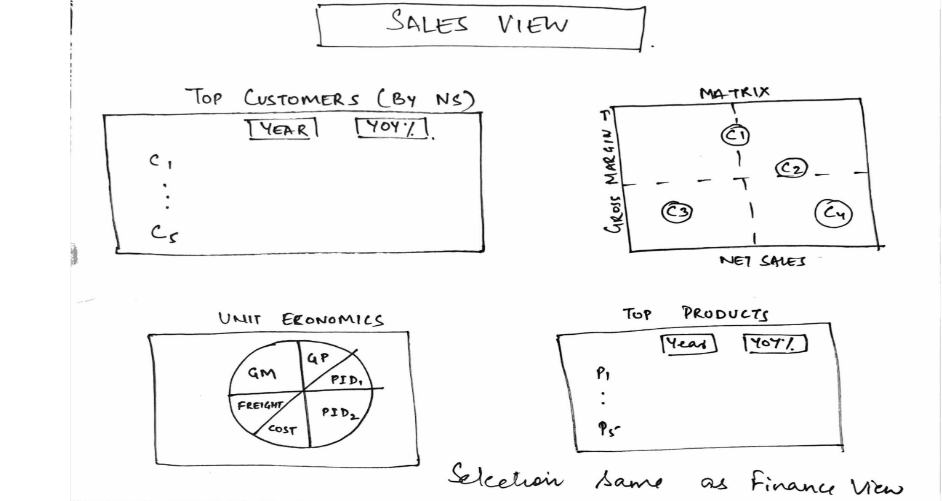 SALES VIEW
TOP CUSTOMERS (BY NS)
YEAR YOY%
C1
C5
MATRIX
GROSS MARGIN →
C1
C2
C3
C4
NET SALES
UNIT ECONOMICS
GM
GP
PID1
FREIGHT
PID2
COST
TOP PRODUCTS
Year YOY%
P1
P5
Selection same as Finance View